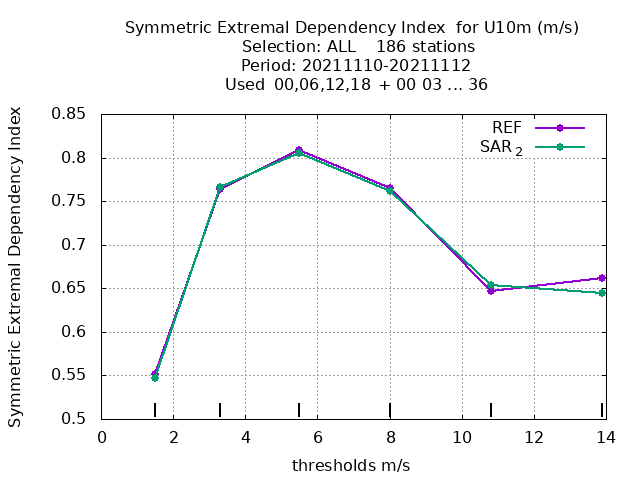 Symmetric Extremal Dependency Index for U10m (m/s)
Selection: ALL 186 stations
Period: 20211110-20211112
Used 00,06,12,18 + 00 03 ... 36
Symmetric Extremal Dependency Index
0.85
0.8
0.75
0.7
0.65
0.6
0.55
0.5
REF
SAR 2
0 2 4 6 8 10 12 14
thresholds m/s